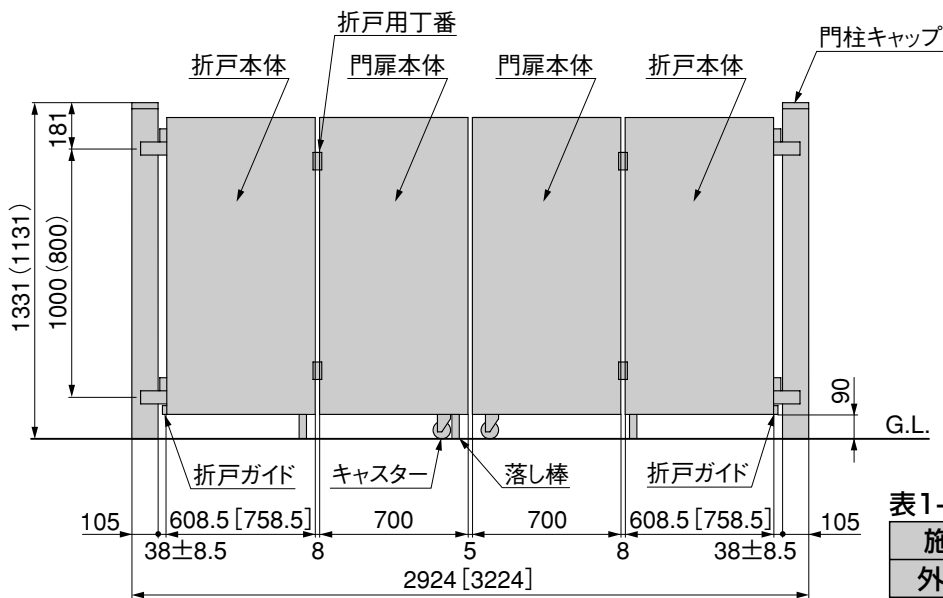 折戸用丁番
門柱キャップ
折戸本体
門扉本体
門扉本体
折戸本体
181
1331(1131)
1000(800)
90
G.L.
折戸ガイド
キャスター
落し棒
折戸ガイド
表1-
105
608.5[758.5]
700
700
608.5[758.5]
105
施
38±8.5
8
5
8
38±8.5
外
2924[3224]